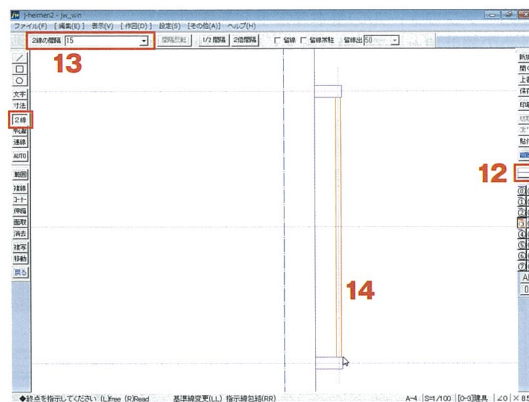 j-heimen2 - jw_win
ファイル(F) [編集(E)] 表示(V) [作図(D)] 設定(S) [その他(A)] ヘルプ(H)
2線の間隔 15 間隔反転 1/2 間隔 2倍間隔 留線 留線常駐 留線出 50
13
文字
寸法
2線
連線
AUTO
範囲
複線
コーナー
伸縮
面取
消去
複写
移動
戻る
12
14
◆終点を指示してください (L)free (R)Read 基準線変更(LL) 指示線包絡(RR) A-4 S=1/100 [0-3]建具 ∠0